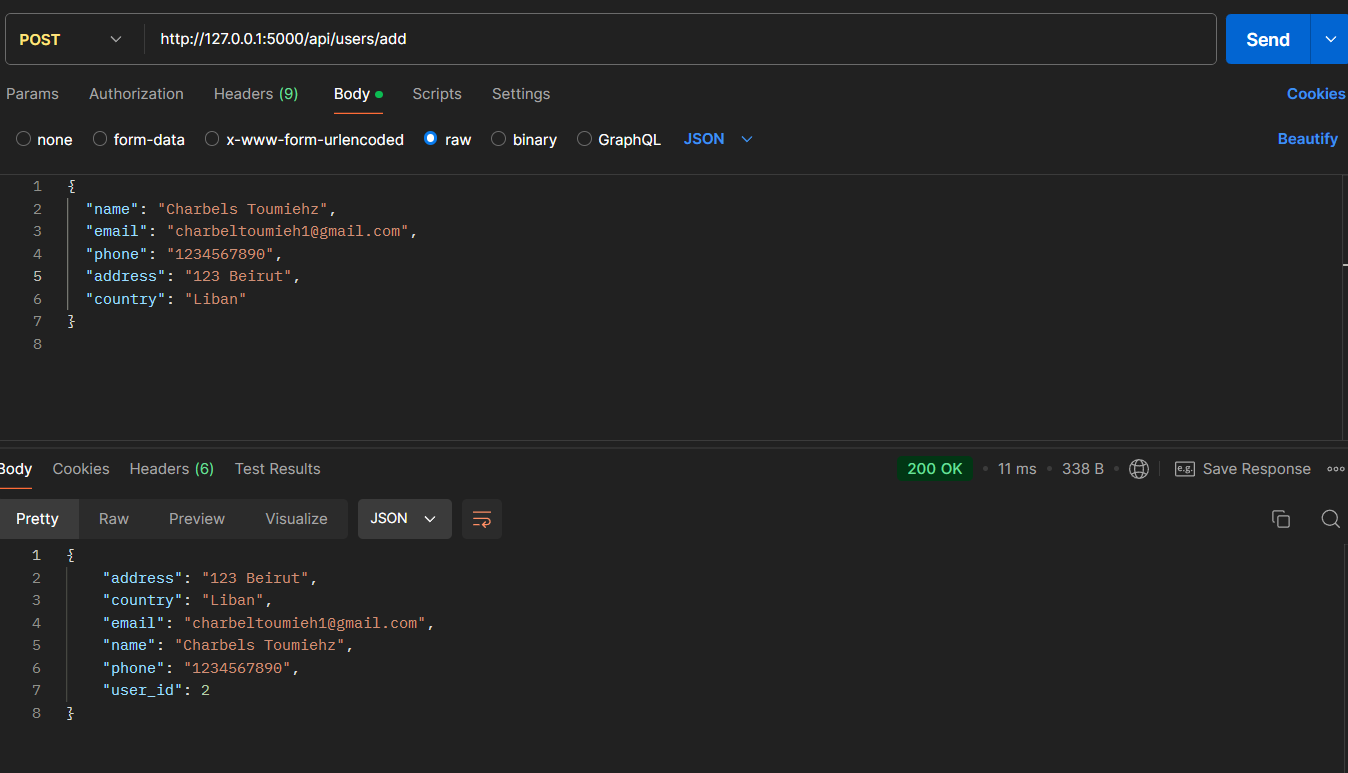 POST http://127.0.0.1:5000/api/users/add Send
Params Authorization Headers (9) Body Scripts Settings Cookies
none form-data x-www-form-urlencoded raw binary GraphQL JSON Beautify
1 {
2 "name": "Charbels Toumiehz",
3 "email": "charbeltoumieh1@gmail.com",
4 "phone": "1234567890",
5 "address": "123 Beirut",
6 "country": "Liban"
7 }
8
Body Cookies Headers (6) Test Results 200 OK • 11 ms • 338 B • e.g. Save Response
Pretty Raw Preview Visualize JSON
1 {
2 "address": "123 Beirut",
3 "country": "Liban",
4 "email": "charbeltoumieh1@gmail.com",
5 "name": "Charbels Toumiehz",
6 "phone": "1234567890",
7 "user_id": 2
8 }